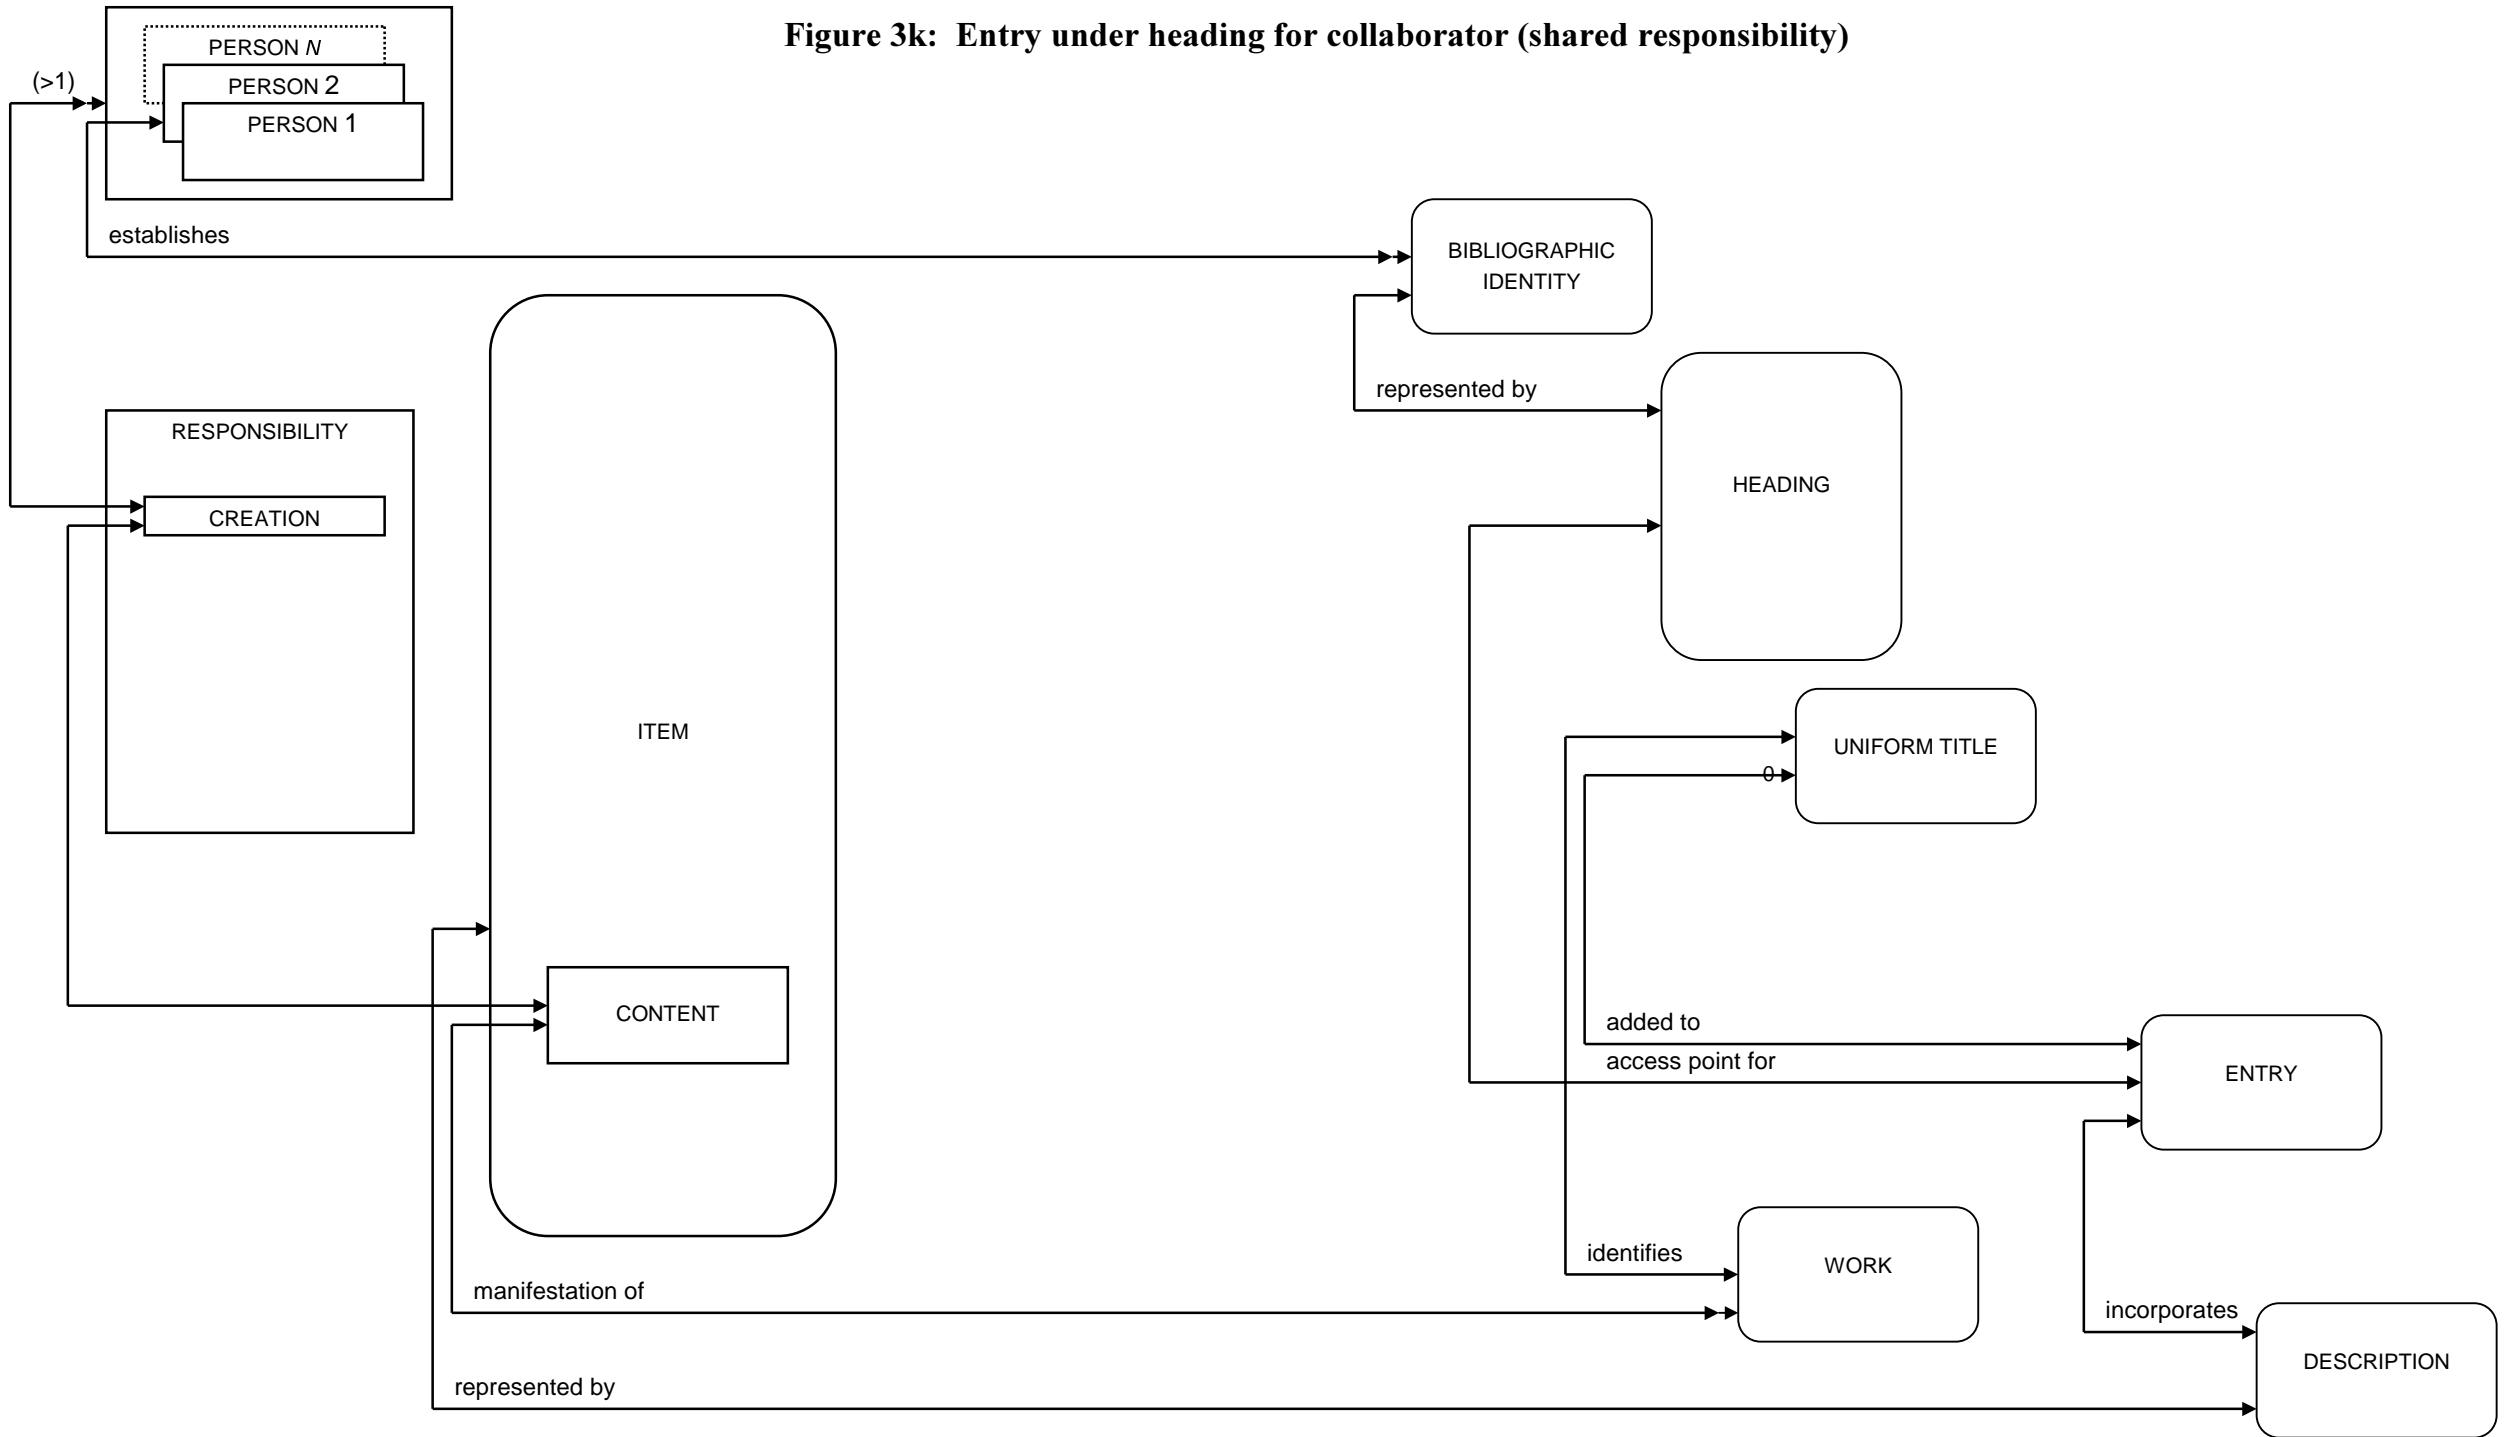 Figure 3k: Entry under heading for collaborator (shared responsibility)
PERSON N
(>1)
PERSON 2
PERSON 1
establishes
BIBLIOGRAPHIC
IDENTITY
represented by
RESPONSIBILITY
HEADING
CREATION
ITEM
UNIFORM TITLE
0
CONTENT
added to
access point for
ENTRY
identifies
WORK
manifestation of
incorporates
DESCRIPTION
represented by